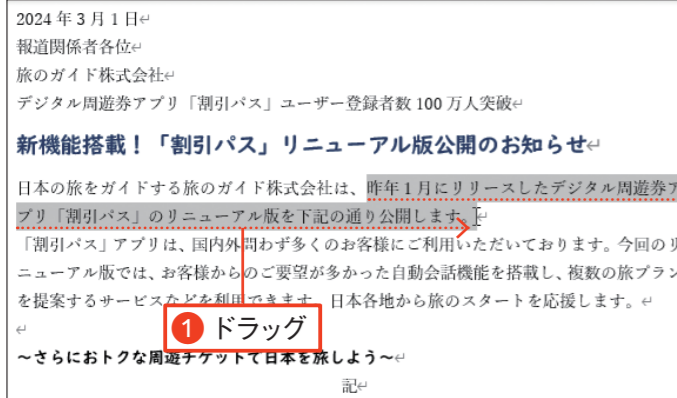 2024年3月1日↵
報道関係者各位↵
旅のガイド株式会社↵
デジタル周遊券アプリ「割引パス」ユーザー登録者数100万人突破↵
新機能搭載!「割引パス」リニューアル版公開のお知らせ↵
日本の旅をガイドする旅のガイド株式会社は、昨年1月にリリースしたデジタル周遊券ア
プリ「割引パス」のリニューアル版を下記の通り公開します。↵
「割引パス」アプリは、国内外問わず多くのお客様にご利用いただいております。今回のリ
ニューアル版では、お客様からのご要望が多かった自動会話機能を搭載し、複数の旅プラン
を提案するサービスなどを利用できます。日本各地から旅のスタートを応援します。↵
↵
1 ドラッグ
~さらにおトクな周遊チケットで日本を旅しよう~↵
記↵